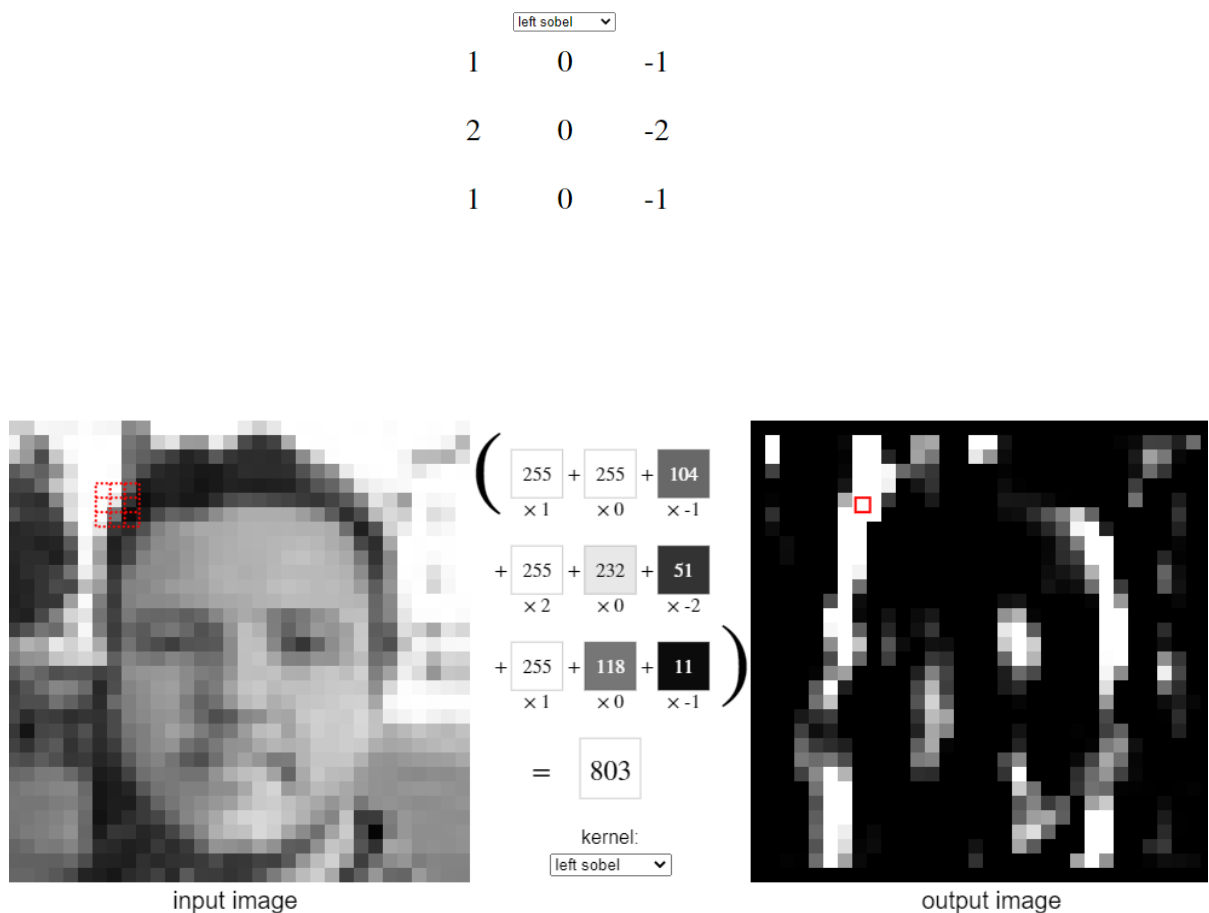 left sobel
1 0 -1
2 0 -2
1 0 -1
( 255 + 255 + 104
× 1 × 0 × -1
+ 255 + 232 + 51
× 2 × 0 × -2
+ 255 + 118 + 11 )
× 1 × 0 × -1
= 803
kernel:
left sobel
input image
output image